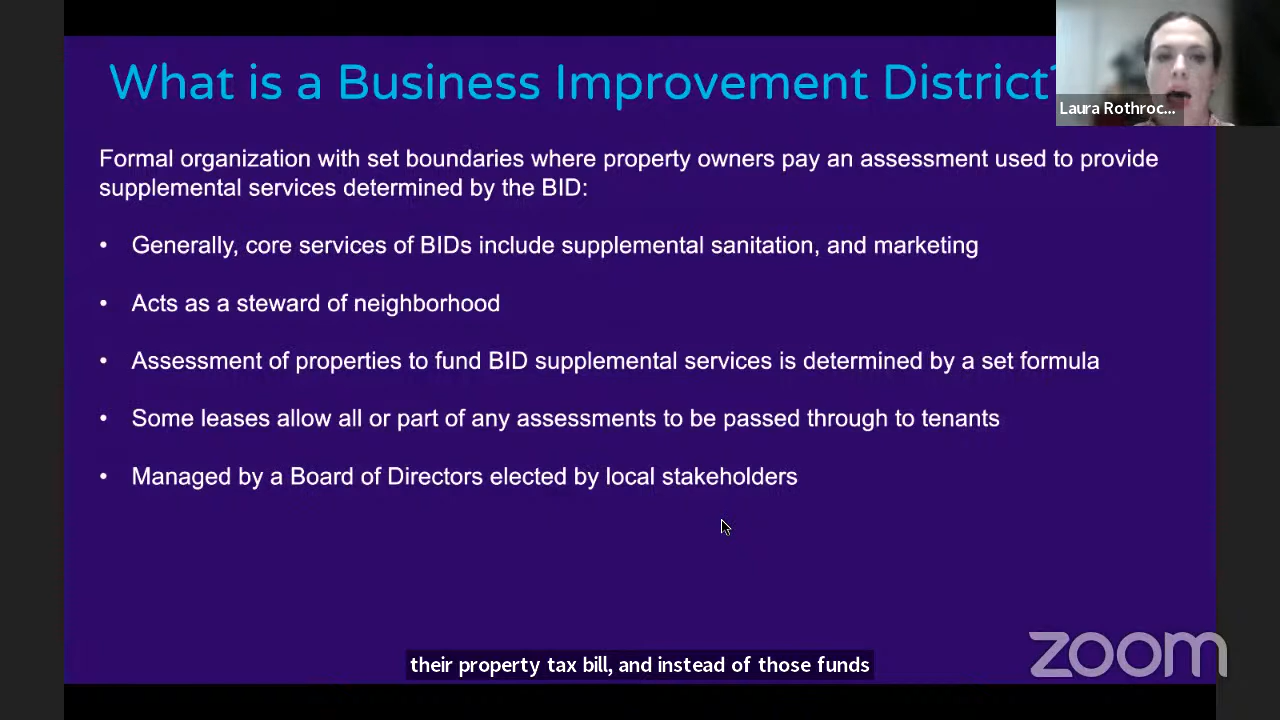 What is a Business Improvement District?
Laura Rothroc...
Formal organization with set boundaries where property owners pay an assessment used to provide
supplemental services determined by the BID:
• Generally, core services of BIDs include supplemental sanitation, and marketing
• Acts as a steward of neighborhood
• Assessment of properties to fund BID supplemental services is determined by a set formula
• Some leases allow all or part of any assessments to be passed through to tenants
• Managed by a Board of Directors elected by local stakeholders
their property tax bill, and instead of those funds
zoom